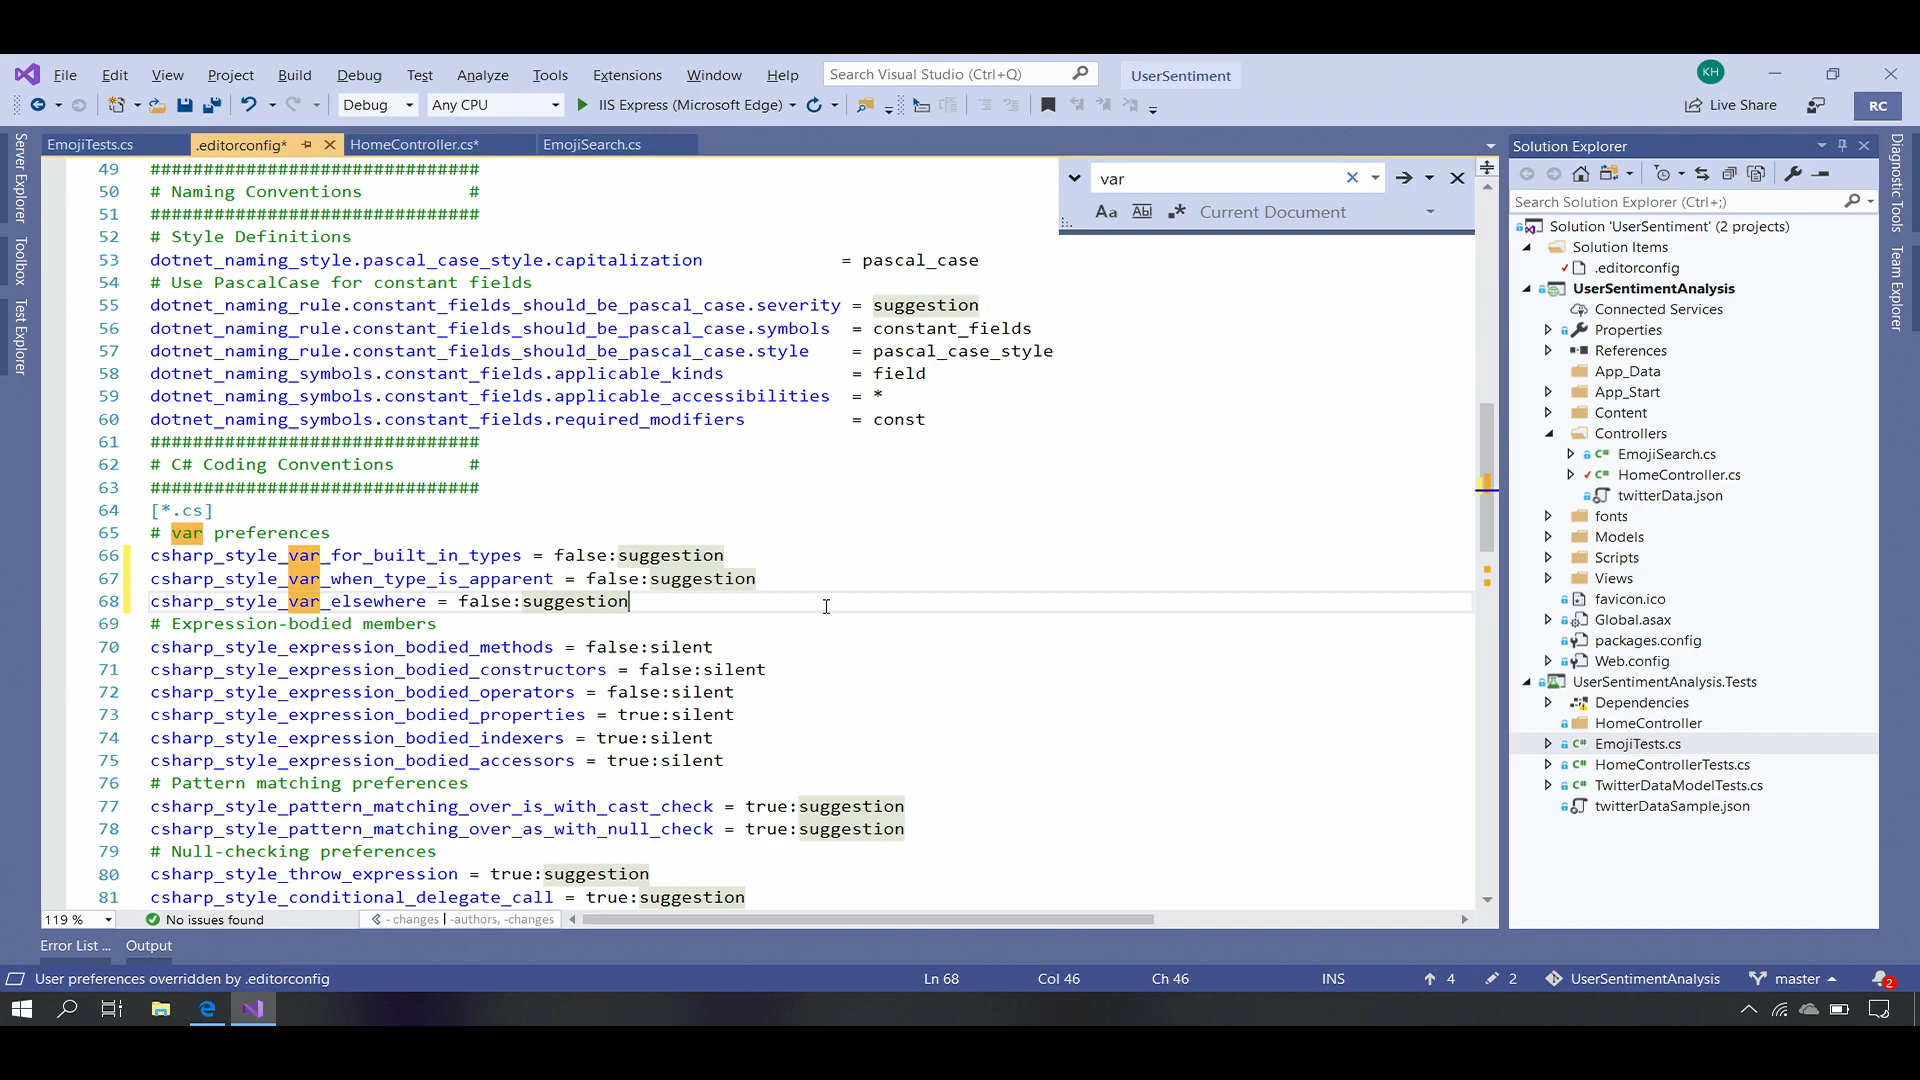 File Edit View Project Build Debug Test Analyze Tools Extensions Window Help Search Visual Studio (Ctrl+Q) UserSentiment KH
Debug Any CPU IIS Express (Microsoft Edge) Live Share RC
EmojiTests.cs .editorconfig* HomeController.cs* EmojiSearch.cs
Server Explorer
Toolbox
Test Explorer
49 ###############################
50 # Naming Conventions #
51 ###############################
52 # Style Definitions
53 dotnet_naming_style.pascal_case_style.capitalization = pascal_case
54 # Use PascalCase for constant fields
55 dotnet_naming_rule.constant_fields_should_be_pascal_case.severity = suggestion
56 dotnet_naming_rule.constant_fields_should_be_pascal_case.symbols = constant_fields
57 dotnet_naming_rule.constant_fields_should_be_pascal_case.style = pascal_case_style
58 dotnet_naming_symbols.constant_fields.applicable_kinds = field
59 dotnet_naming_symbols.constant_fields.applicable_accessibilities = *
60 dotnet_naming_symbols.constant_fields.required_modifiers = const
61 ###############################
62 # C# Coding Conventions #
63 ###############################
64 [*.cs]
65 # var preferences
66 csharp_style_var_for_built_in_types = false:suggestion
67 csharp_style_var_when_type_is_apparent = false:suggestion
68 csharp_style_var_elsewhere = false:suggestion
69 # Expression-bodied members
70 csharp_style_expression_bodied_methods = false:silent
71 csharp_style_expression_bodied_constructors = false:silent
72 csharp_style_expression_bodied_operators = false:silent
73 csharp_style_expression_bodied_properties = true:silent
74 csharp_style_expression_bodied_indexers = true:silent
75 csharp_style_expression_bodied_accessors = true:silent
76 # Pattern matching preferences
77 csharp_style_pattern_matching_over_is_with_cast_check = true:suggestion
78 csharp_style_pattern_matching_over_as_with_null_check = true:suggestion
79 # Null-checking preferences
80 csharp_style_throw_expression = true:suggestion
81 csharp_style_conditional_delegate_call = true:suggestion
var
Aa Abl .* Current Document
119 % No issues found - changes | -authors, -changes
Solution Explorer
Search Solution Explorer (Ctrl+;)
Solution 'UserSentiment' (2 projects)
Solution Items
.editorconfig
UserSentimentAnalysis
Connected Services
Properties
References
App_Data
App_Start
Content
Controllers
C# EmojiSearch.cs
C# HomeController.cs
twitterData.json
fonts
Models
Scripts
Views
favicon.ico
Global.asax
packages.config
Web.config
UserSentimentAnalysis.Tests
Dependencies
HomeController
C# EmojiTests.cs
C# HomeControllerTests.cs
C# TwitterDataModelTests.cs
twitterDataSample.json
Diagnostic Tools
Team Explorer
Error List ... Output
User preferences overridden by .editorconfig Ln 68 Col 46 Ch 46 INS 4 2 UserSentimentAnalysis master 2